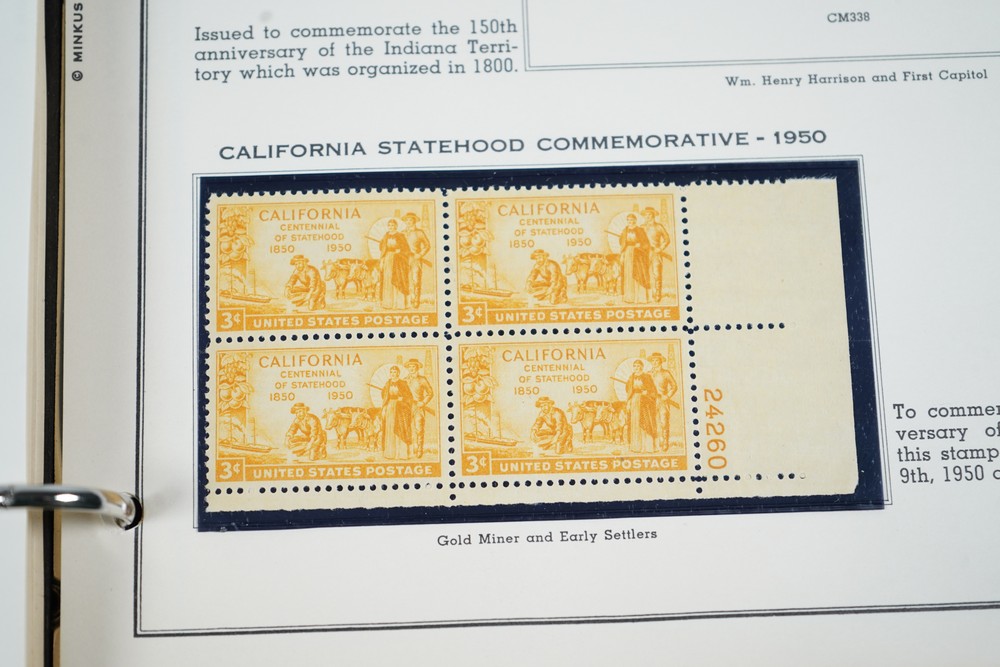 © MINKUS
Issued to commemorate the 150th
anniversary of the Indiana Terri-
tory which was organized in 1800.
CM338
Wm. Henry Harrison and First Capitol
CALIFORNIA STATEHOOD COMMEMORATIVE - 1950
CALIFORNIA
CENTENNIAL
OF STATEHOOD
1850 1950
3¢ UNITED STATES POSTAGE
CALIFORNIA
CENTENNIAL
OF STATEHOOD
1850 1950
3¢ UNITED STATES POSTAGE
CALIFORNIA
CENTENNIAL
OF STATEHOOD
1850 1950
3¢ UNITED STATES POSTAGE
CALIFORNIA
CENTENNIAL
OF STATEHOOD
1850 1950
3¢ UNITED STATES POSTAGE
24260
Gold Miner and Early Settlers
To commer
versary of
this stamp
9th, 1950